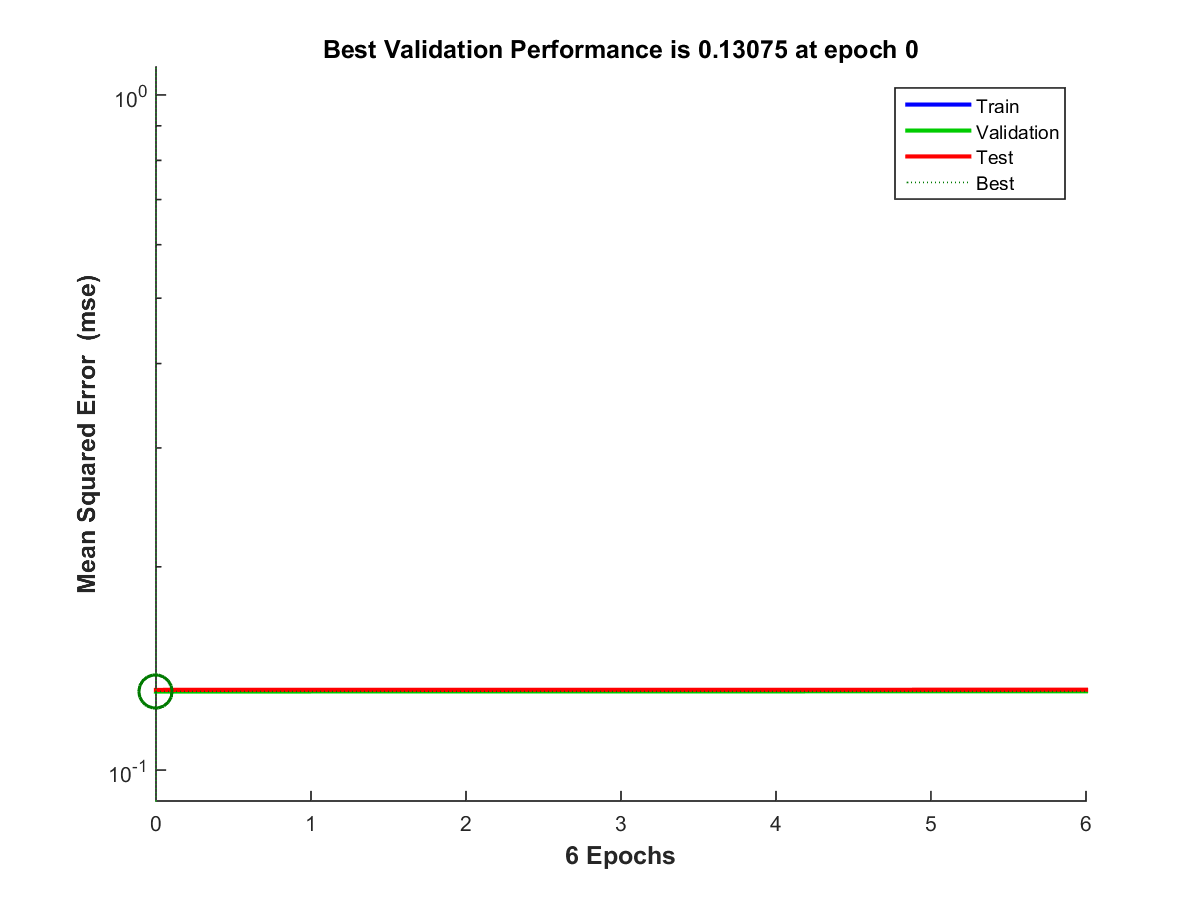 Best Validation Performance is 0.13075 at epoch 0
10^0
Train
Validation
Test
Best
Mean Squared Error (mse)
10^-1
0 1 2 3 4 5 6
6 Epochs